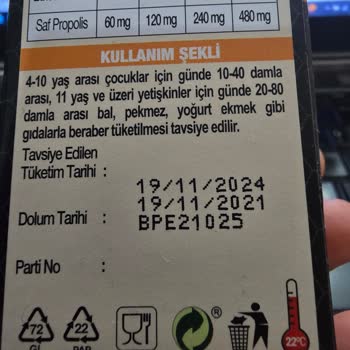 Saf Propolis 60 mg 120 mg 240 mg 480 mg
KULLANIM ŞEKLİ
4-10 yaş arası çocuklar için günde 10-40 damla
arası, 11 yaş ve üzeri yetişkinler için günde 20-80
damla arası bal, pekmez, yoğurt ekmek gibi
gıdalarla beraber tüketilmesi tavsiye edilir.
Tavsiye Edilen
Tüketim Tarihi : 19/11/2024
19/11/2021
Dolum Tarihi : BPE21025
Parti No :
®
72 22 22°C
GL PAP